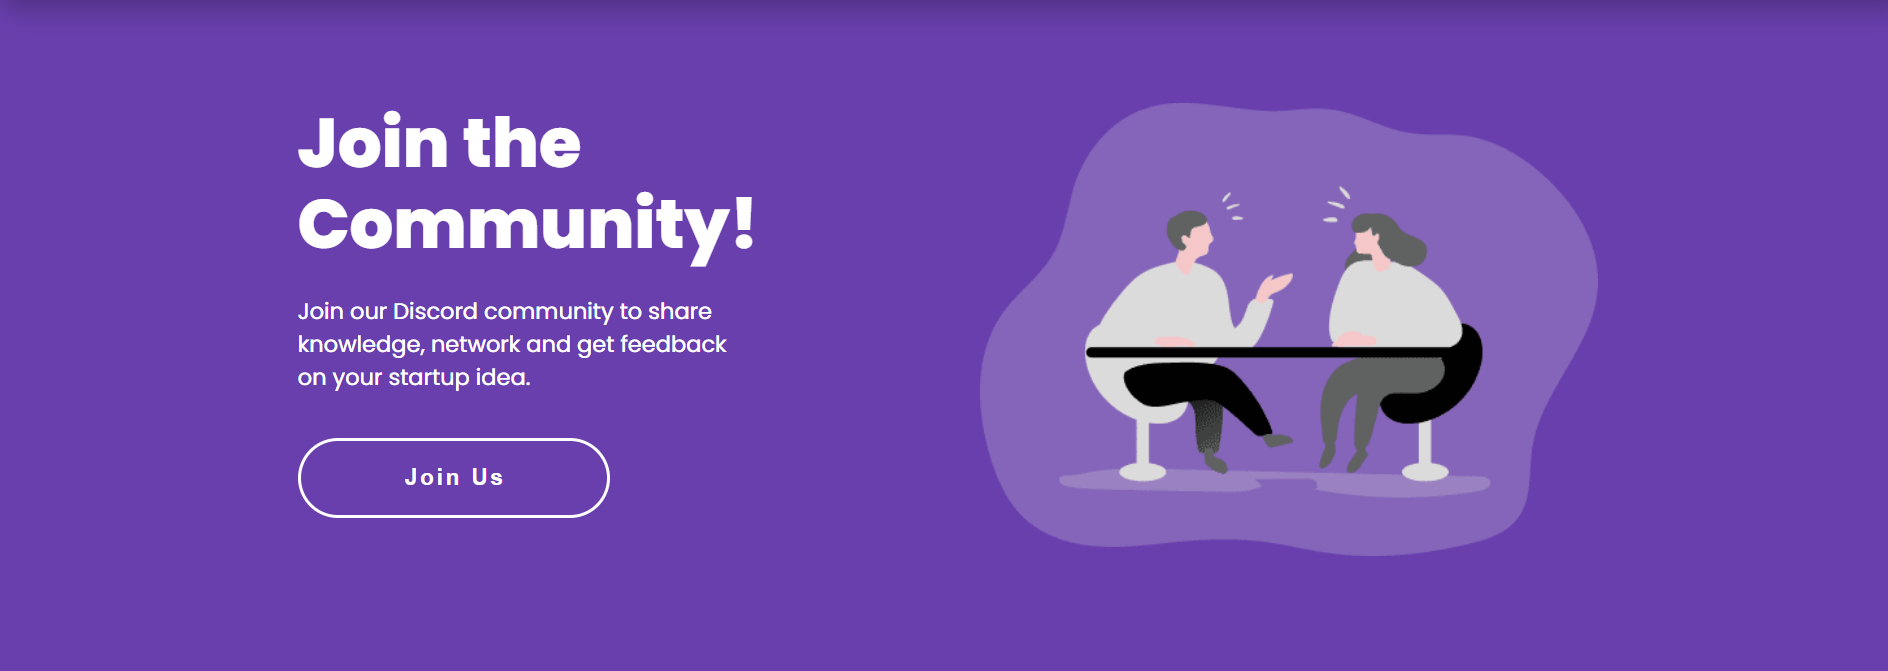 Join the
Community!
Join our Discord community to share
knowledge, network and get feedback
on your startup idea.
Join Us